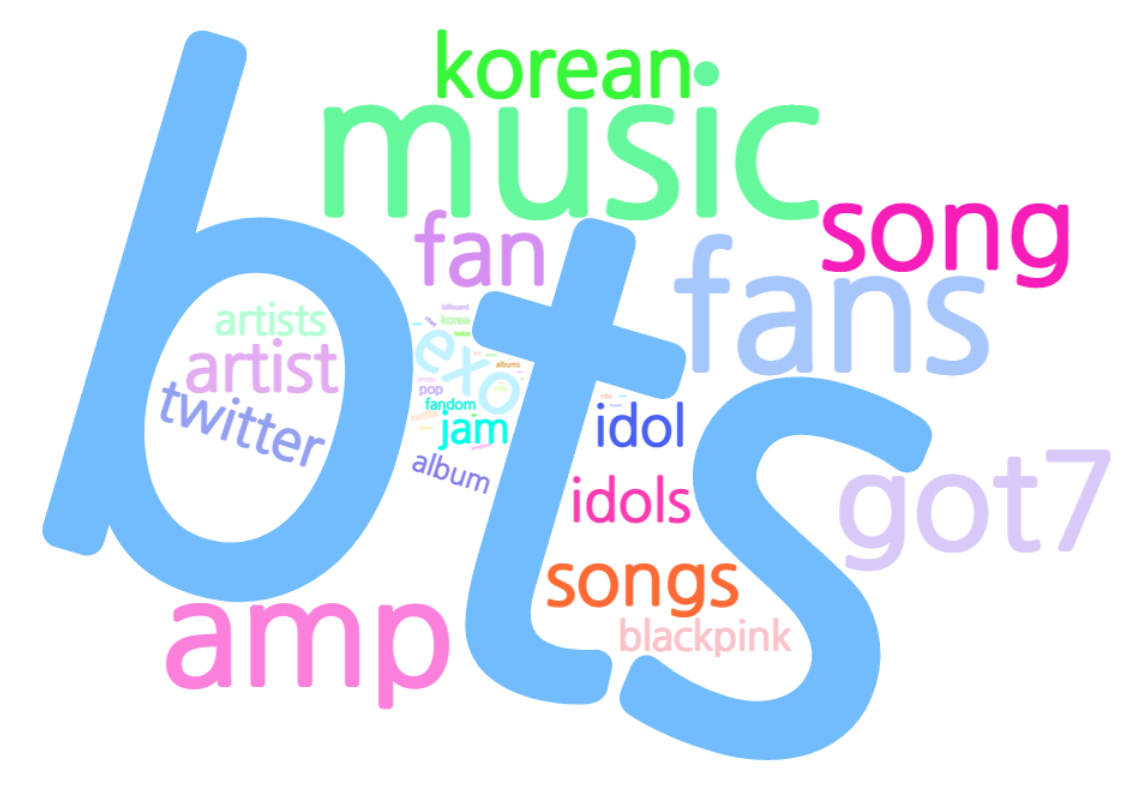 korean
music
song
fan
fans
bts
billboard
korea
artists
exo
artist
albums
pop
twitter
fandom
idol
jam
album
got7
idols
songs
amp
blackpink